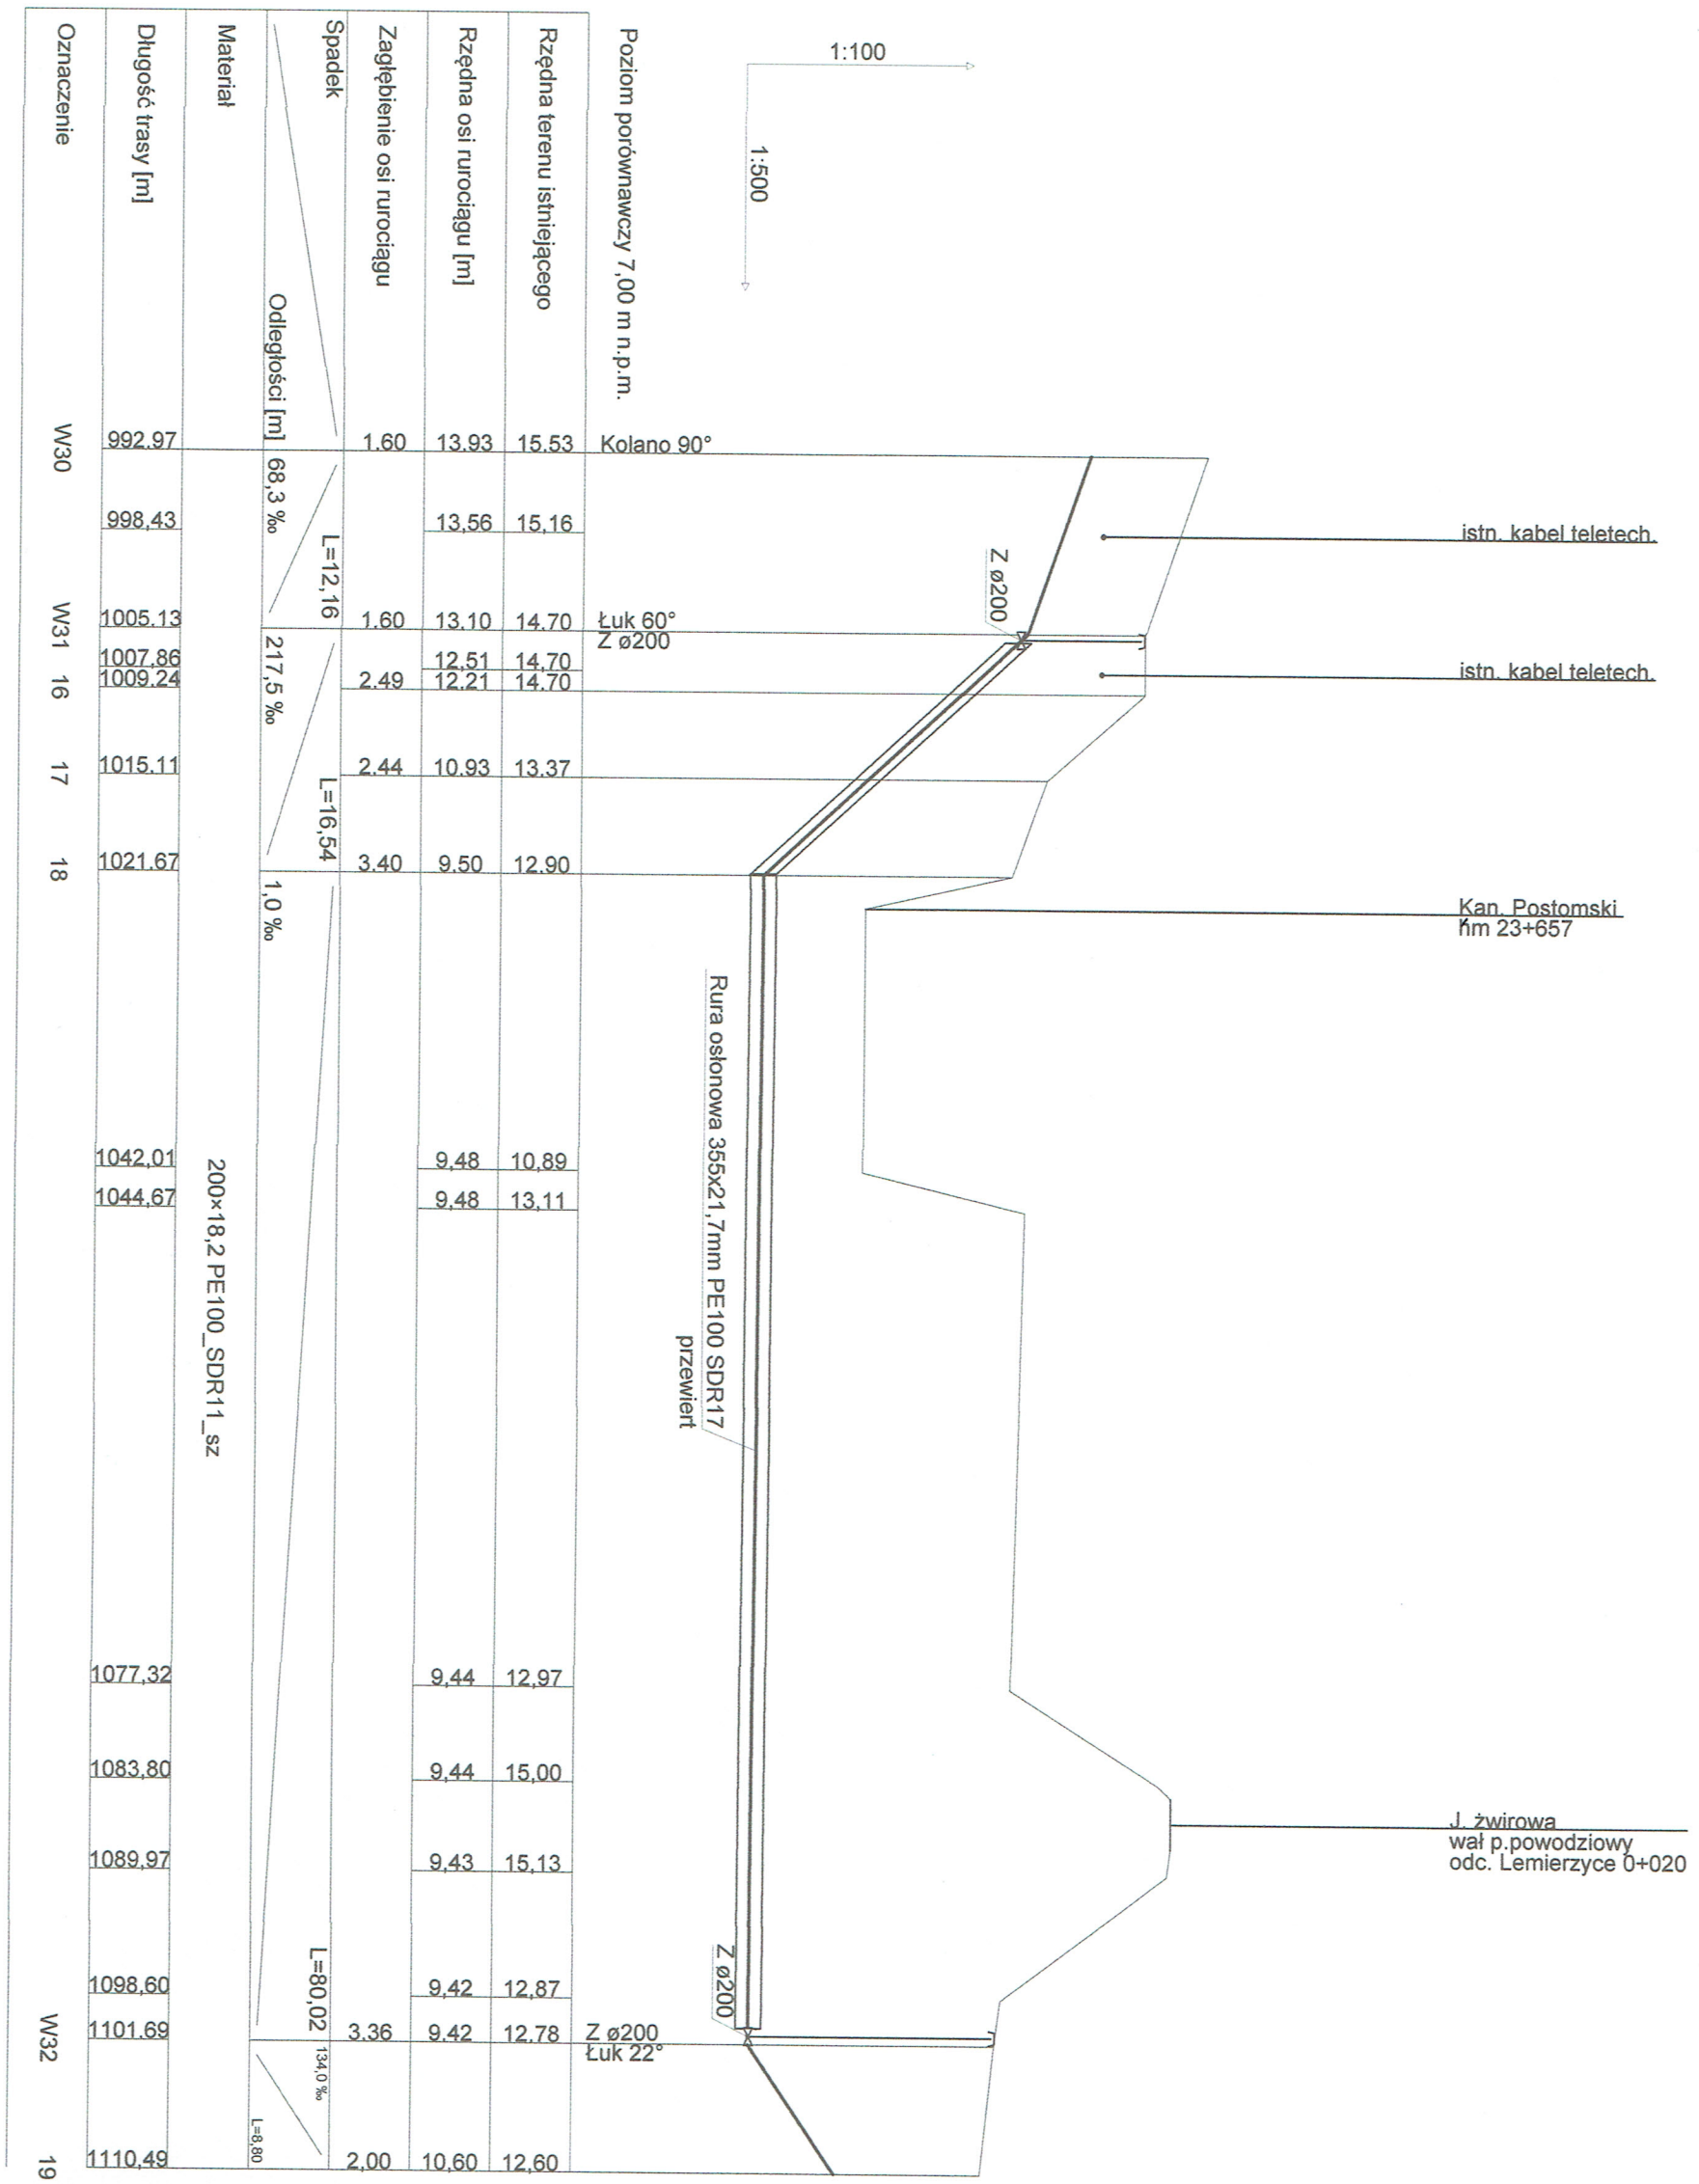 istn. kabel teletech.
istn. kabel teletech.
Kan. Postomski
hm 23+657
J. żwirowa
wał p.powodziowy
odc. Lemierzyce 0+020
1:100
1:500
Z ø200
Rura osłonowa 355x21,7mm PE100 SDR17
przewiert
Z ø200
Poziom porównawczy 7,00 m n.p.m.
Kolano 90°
Łuk 60°
Z ø200
Z ø200
Łuk 22°
Rzędna terenu istniejącego 15.53 15,16 14.70 14,70 14.70 13.37 12.90 10,89 13,11 12,97 15,00 15,13 12,87 12.78 12,60
Rzędna osi rurociągu [m] 13.93 13,56 13.10 12,51 12.21 10.93 9.50 9,48 9,48 9,44 9,44 9,43 9,42 9.42 10,60
Zagłębienie osi rurociągu 1.60 1.60 2.49 2.44 3.40 3.36 2,00
Spadek L=12,16 L=16,54 L=80,02 134,0 ‰
Odległości [m] 68,3 ‰ 217,5 ‰ 1,0 ‰ L=8,80
Materiał 200×18,2 PE100_SDR11_sz
Długość trasy [m] 992.97 998,43 1005.13 1007,86 1009.24 1015.11 1021.67 1042,01 1044,67 1077,32 1083,80 1089,97 1098,60 1101.69 1110,49
Oznaczenie W30 W31 16 17 18 W32 19